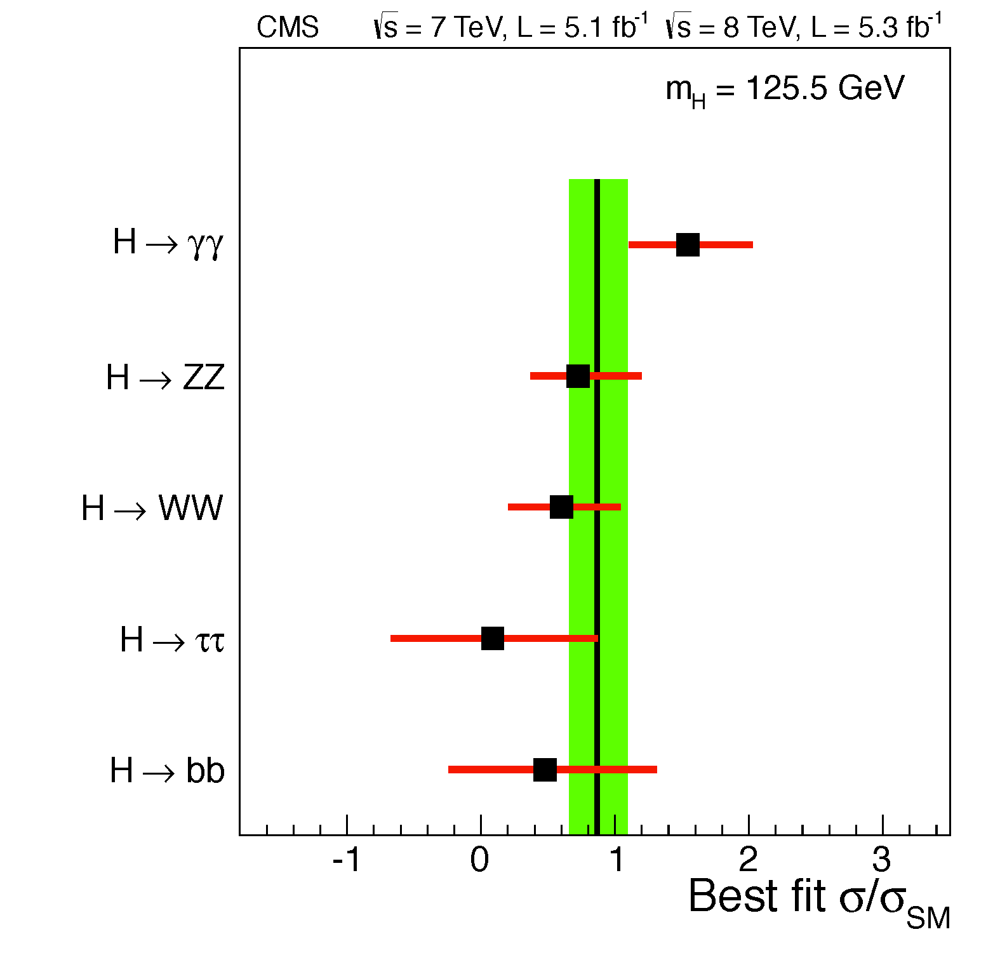 CMS √s = 7 TeV, L = 5.1 fb⁻¹ √s = 8 TeV, L = 5.3 fb⁻¹
m_H = 125.5 GeV
H → γγ
H → ZZ
H → WW
H → ττ
H → bb
-1 0 1 2 3
Best fit σ/σ_SM